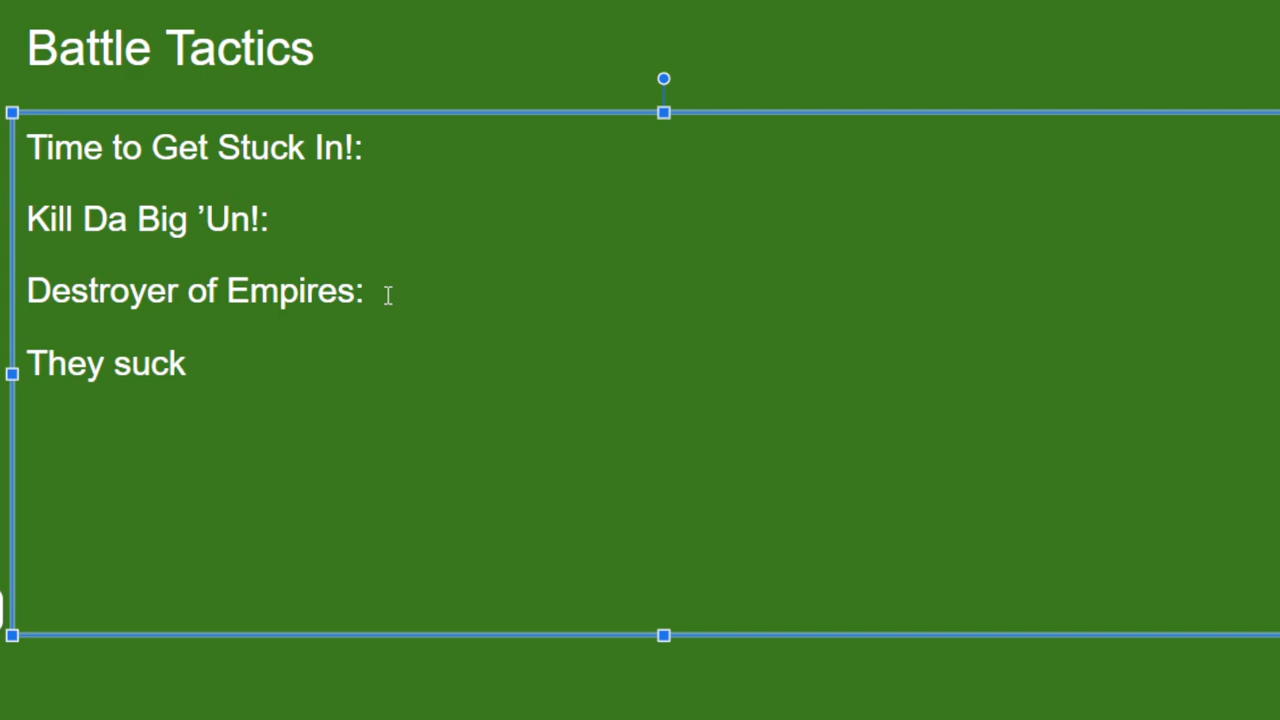 Battle Tactics
Time to Get Stuck In!:
Kill Da Big ’Un!:
Destroyer of Empires:
They suck